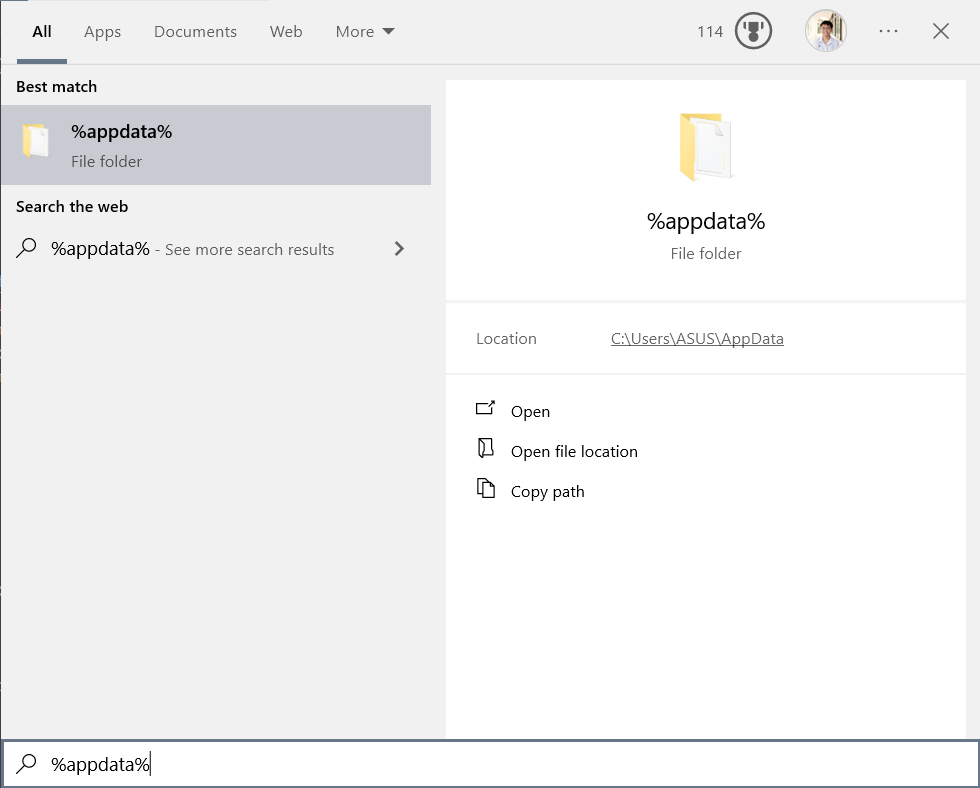 All Apps Documents Web More 114 ...
Best match
%appdata%
File folder
Search the web
%appdata% - See more search results
%appdata%
File folder
Location C:\Users\ASUS\AppData
Open
Open file location
Copy path
%appdata%